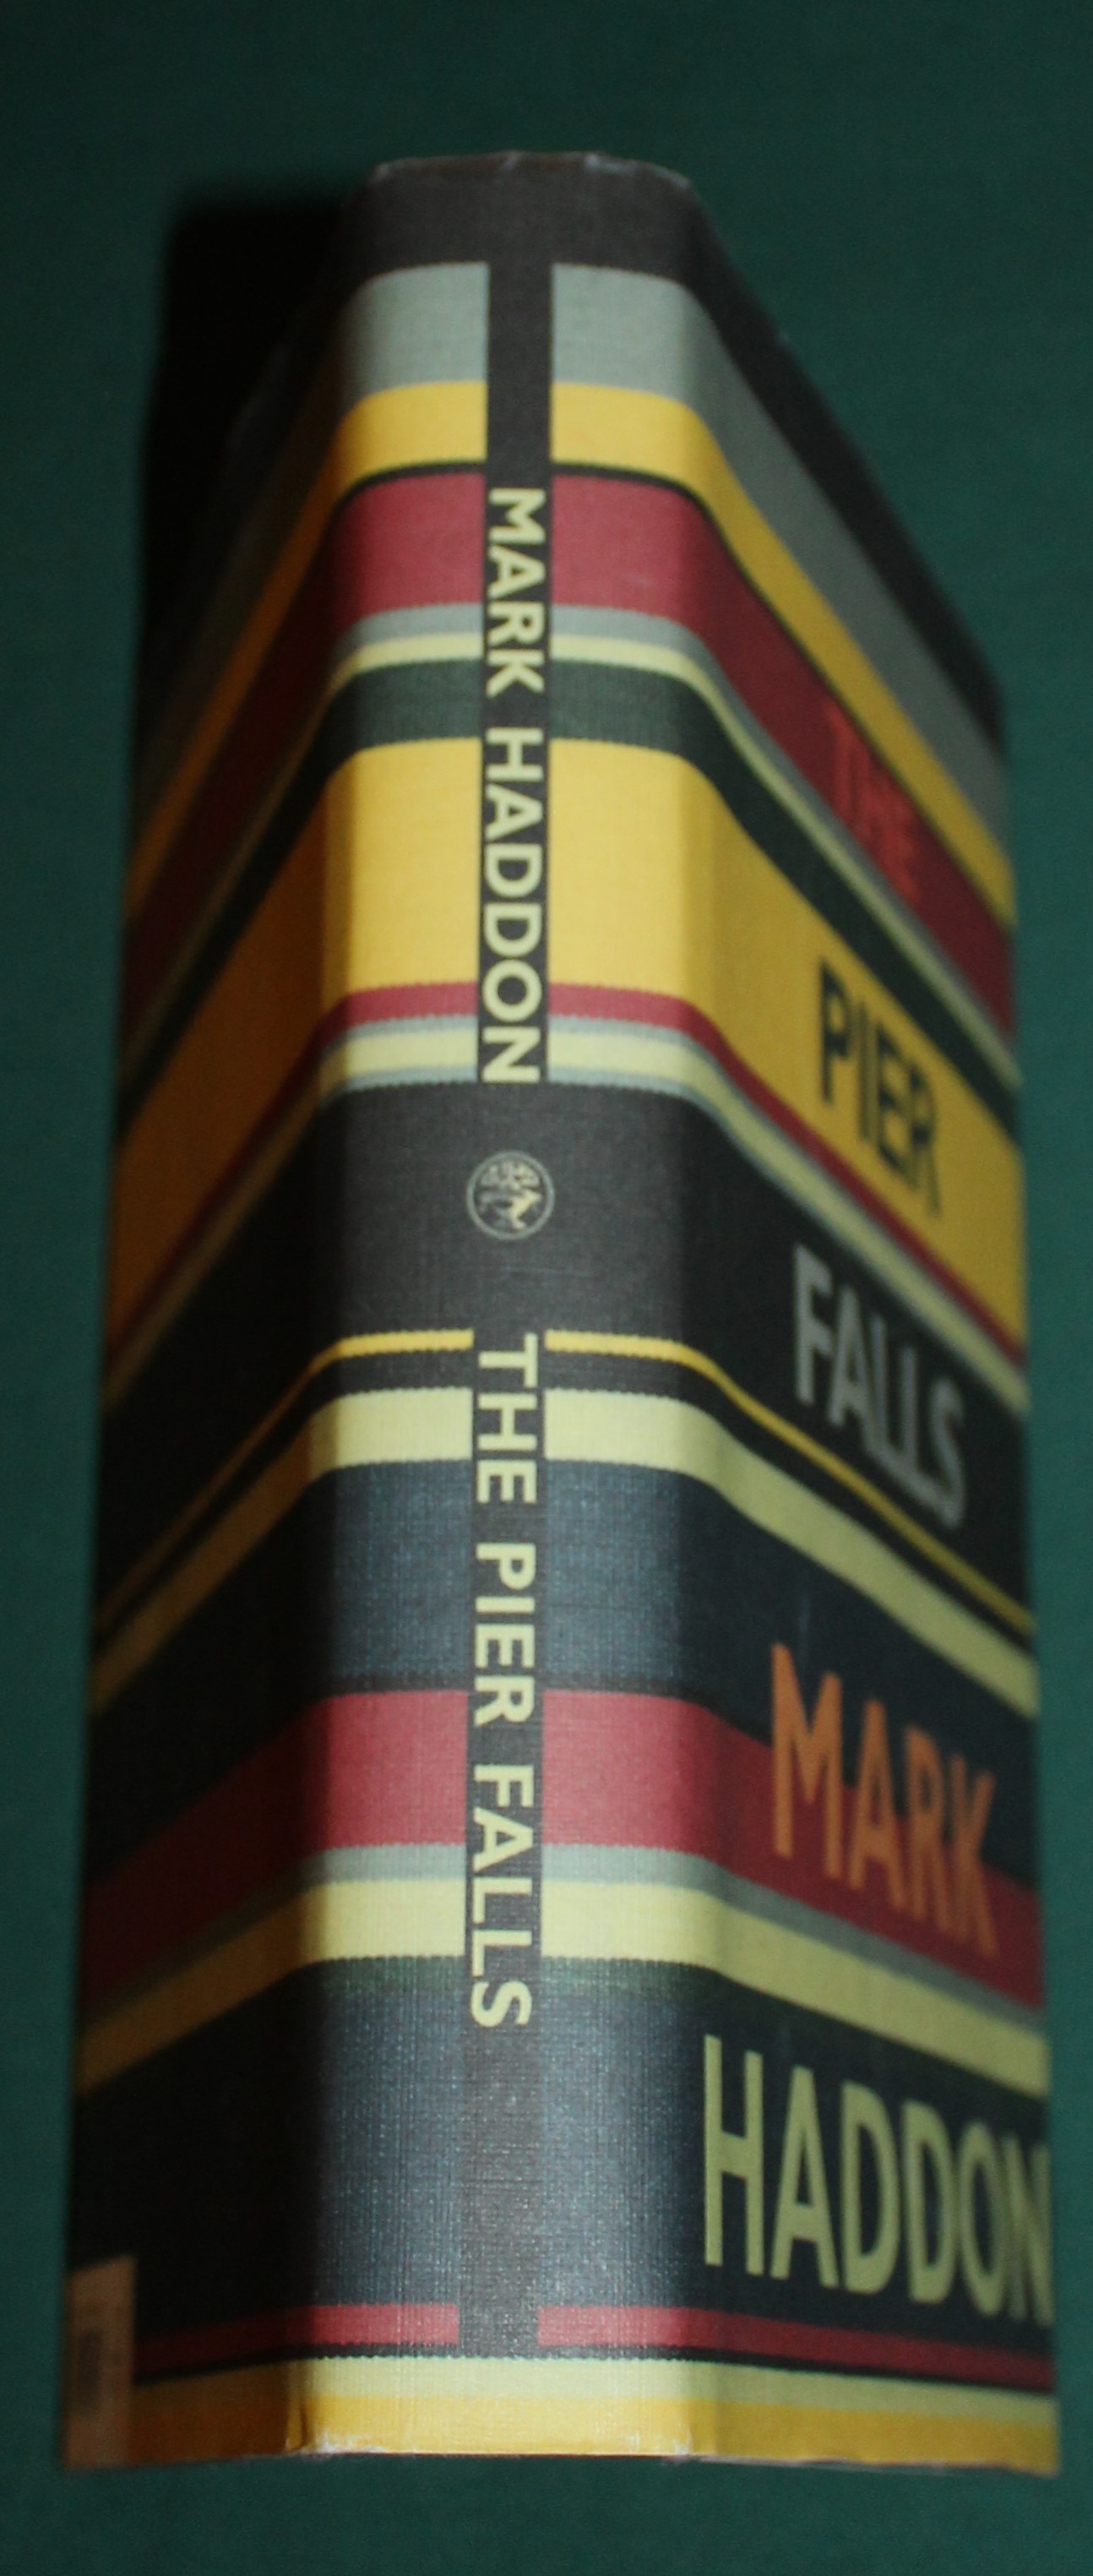 MARK HADDON
THE PIER FALLS
THE
PIER
FALLS
MARK
HADDON